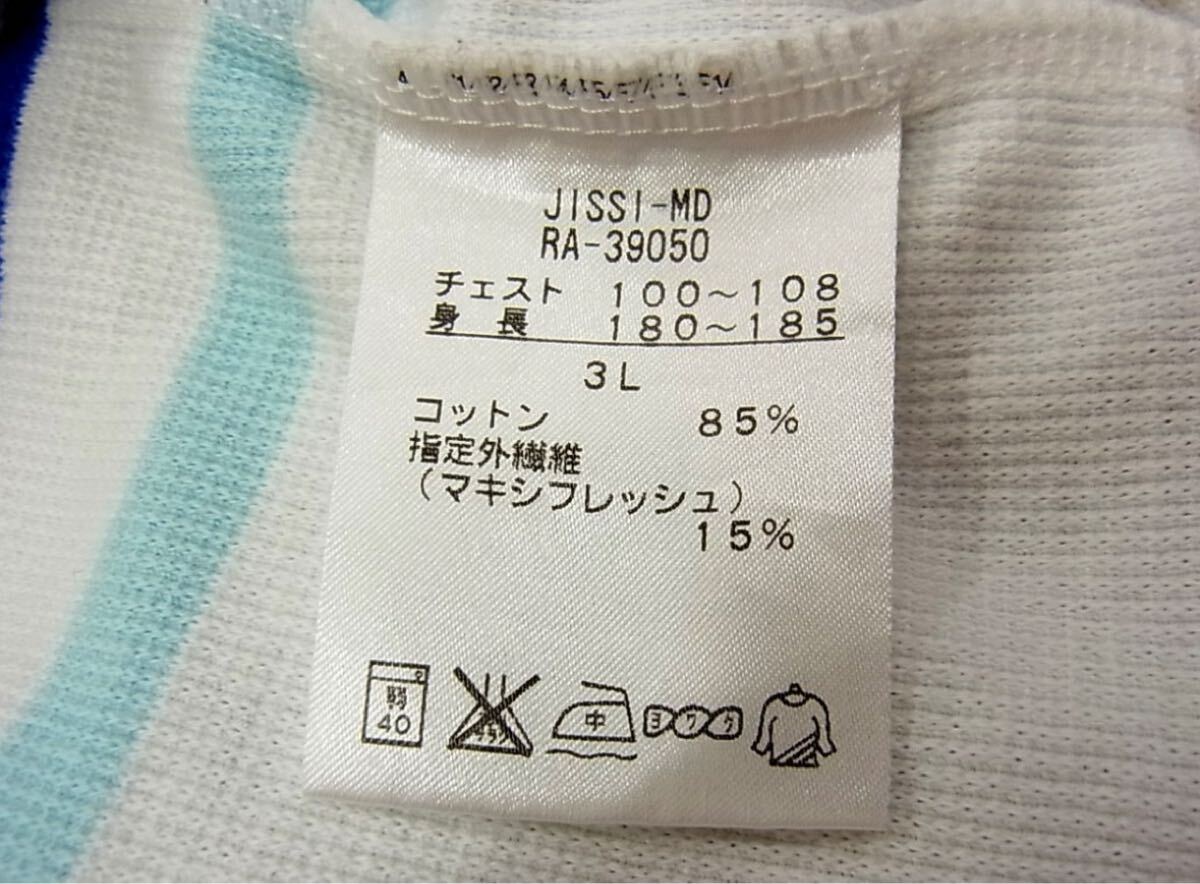 JISSI-MD
RA-39050
チェスト 100～108
身長 180～185
3L
コットン 85%
指定外繊維
（マキシフレッシュ）
15%
弱 40 中 ヨワク